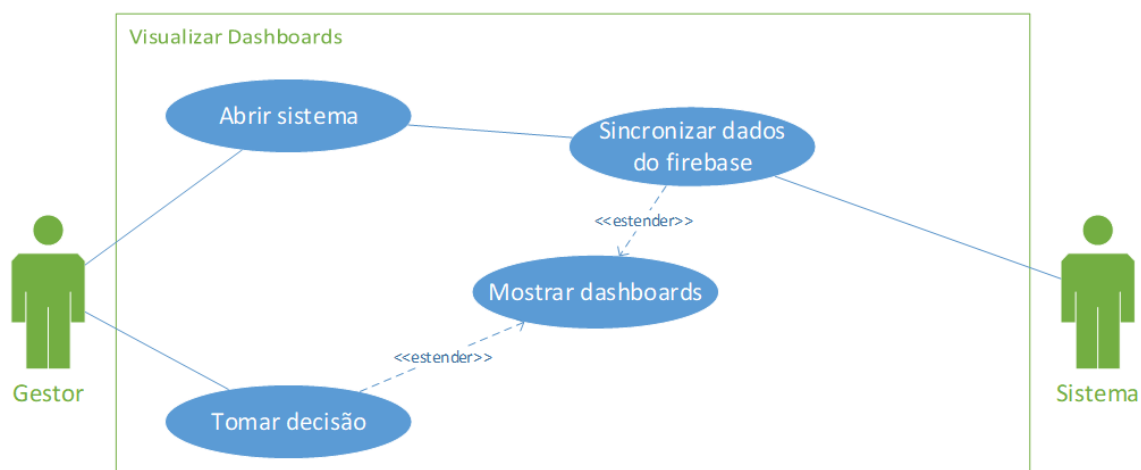 Visualizar Dashboards
Abrir sistema
Sincronizar dados
do firebase
<<estender>>
Mostrar dashboards
<<estender>>
Gestor
Sistema
Tomar decisão